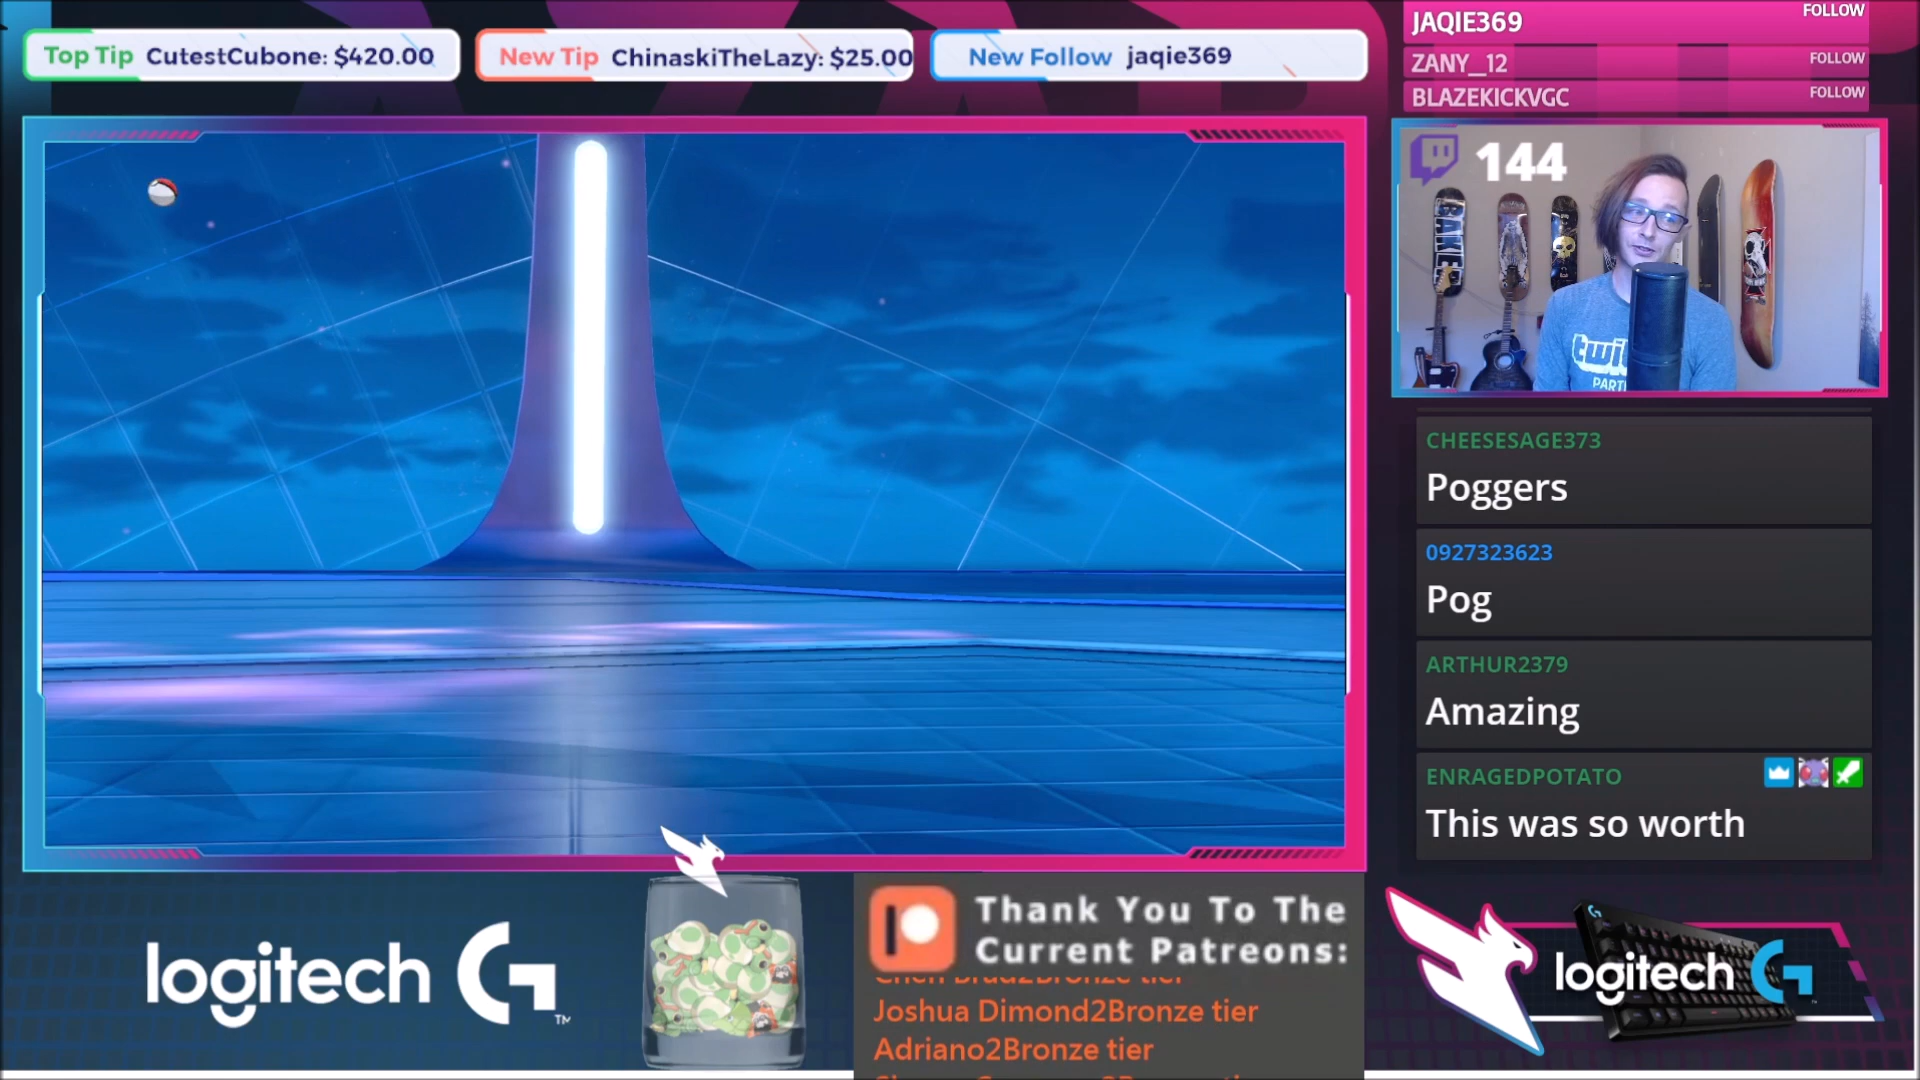 Top Tip CutestCubone: $420.00
New Tip ChinaskiTheLazy: $25.00
New Follow jaqie369
JAQIE369 FOLLOW
ZANY_12 FOLLOW
BLAZEKICKVGC FOLLOW
144
CHEESESAGE373
Poggers
0927323623
Pog
ARTHUR2379
Amazing
ENRAGEDPOTATO
This was so worth
logitech G TM
Thank You To The
Current Patreons:
Joshua Dimond2Bronze tier
Adriano2Bronze tier
logitech G